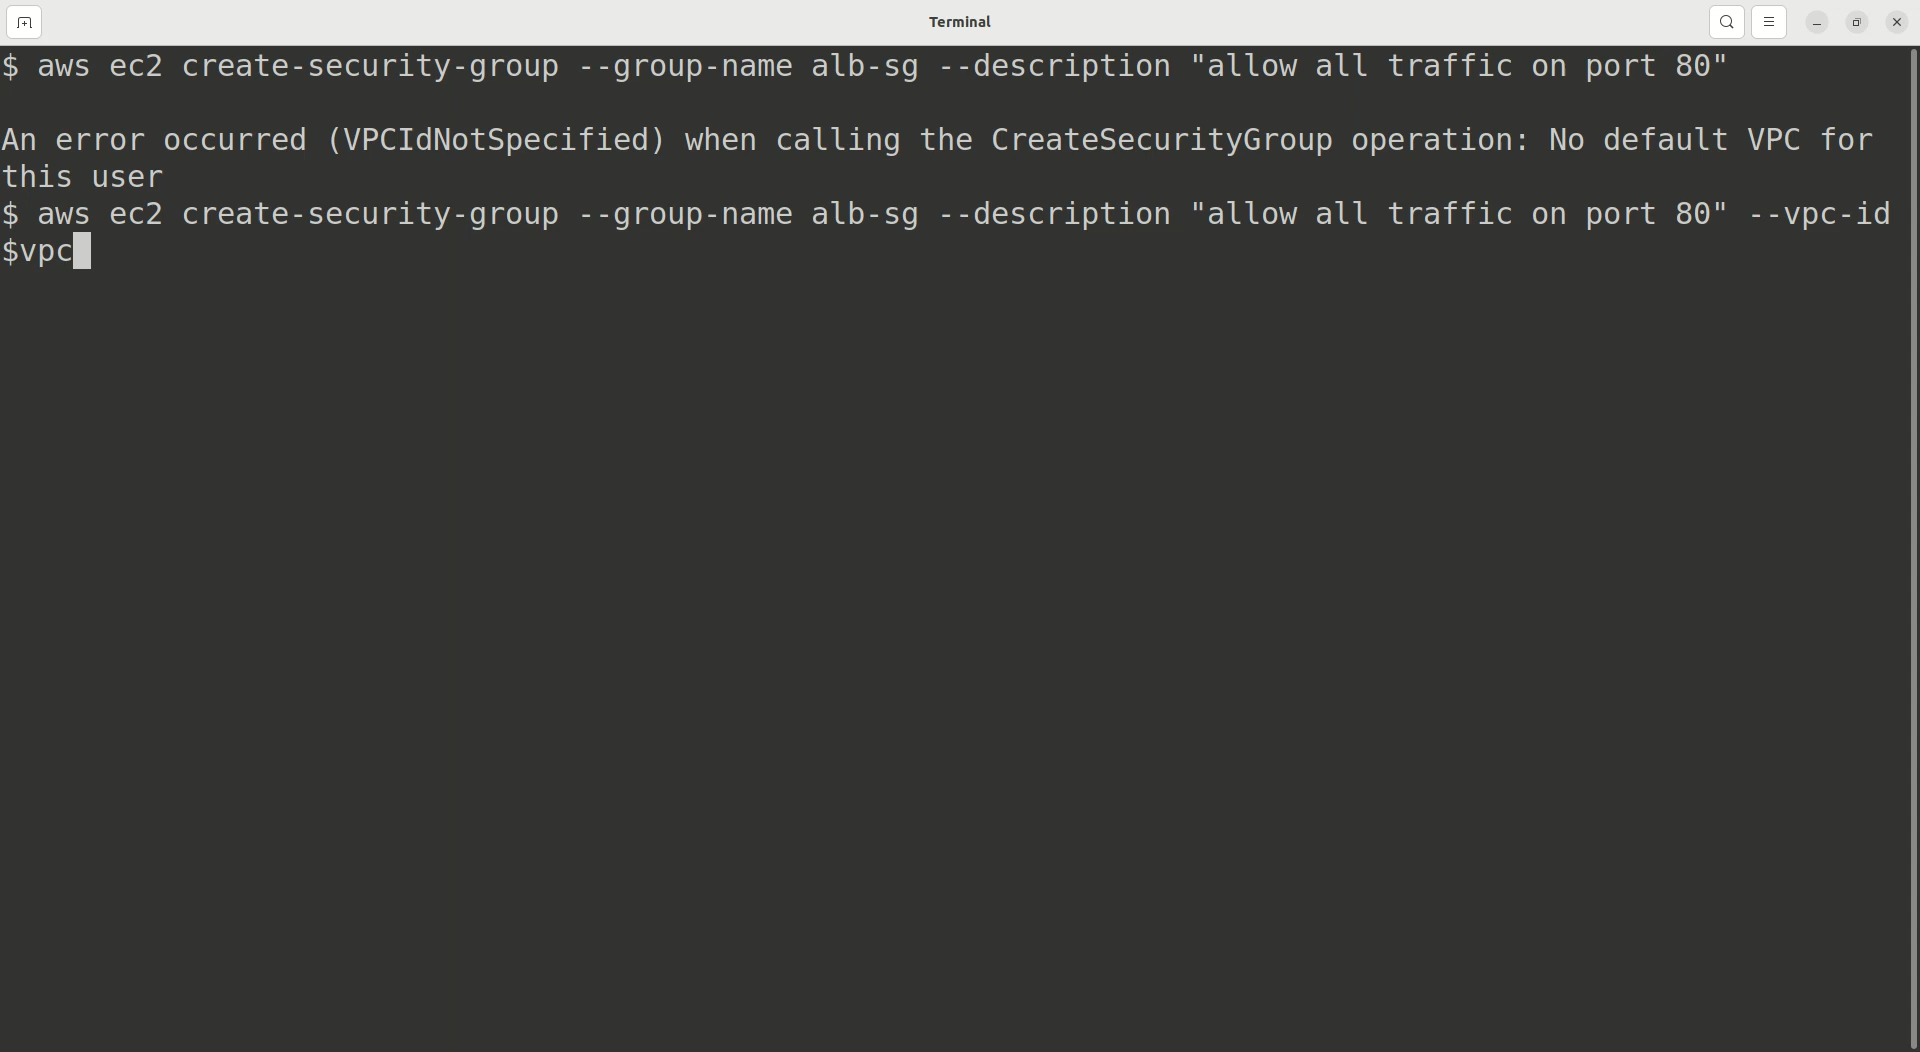 Terminal
$ aws ec2 create-security-group --group-name alb-sg --description "allow all traffic on port 80"
An error occurred (VPCIdNotSpecified) when calling the CreateSecurityGroup operation: No default VPC for
this user
$ aws ec2 create-security-group --group-name alb-sg --description "allow all traffic on port 80" --vpc-id
$vpc